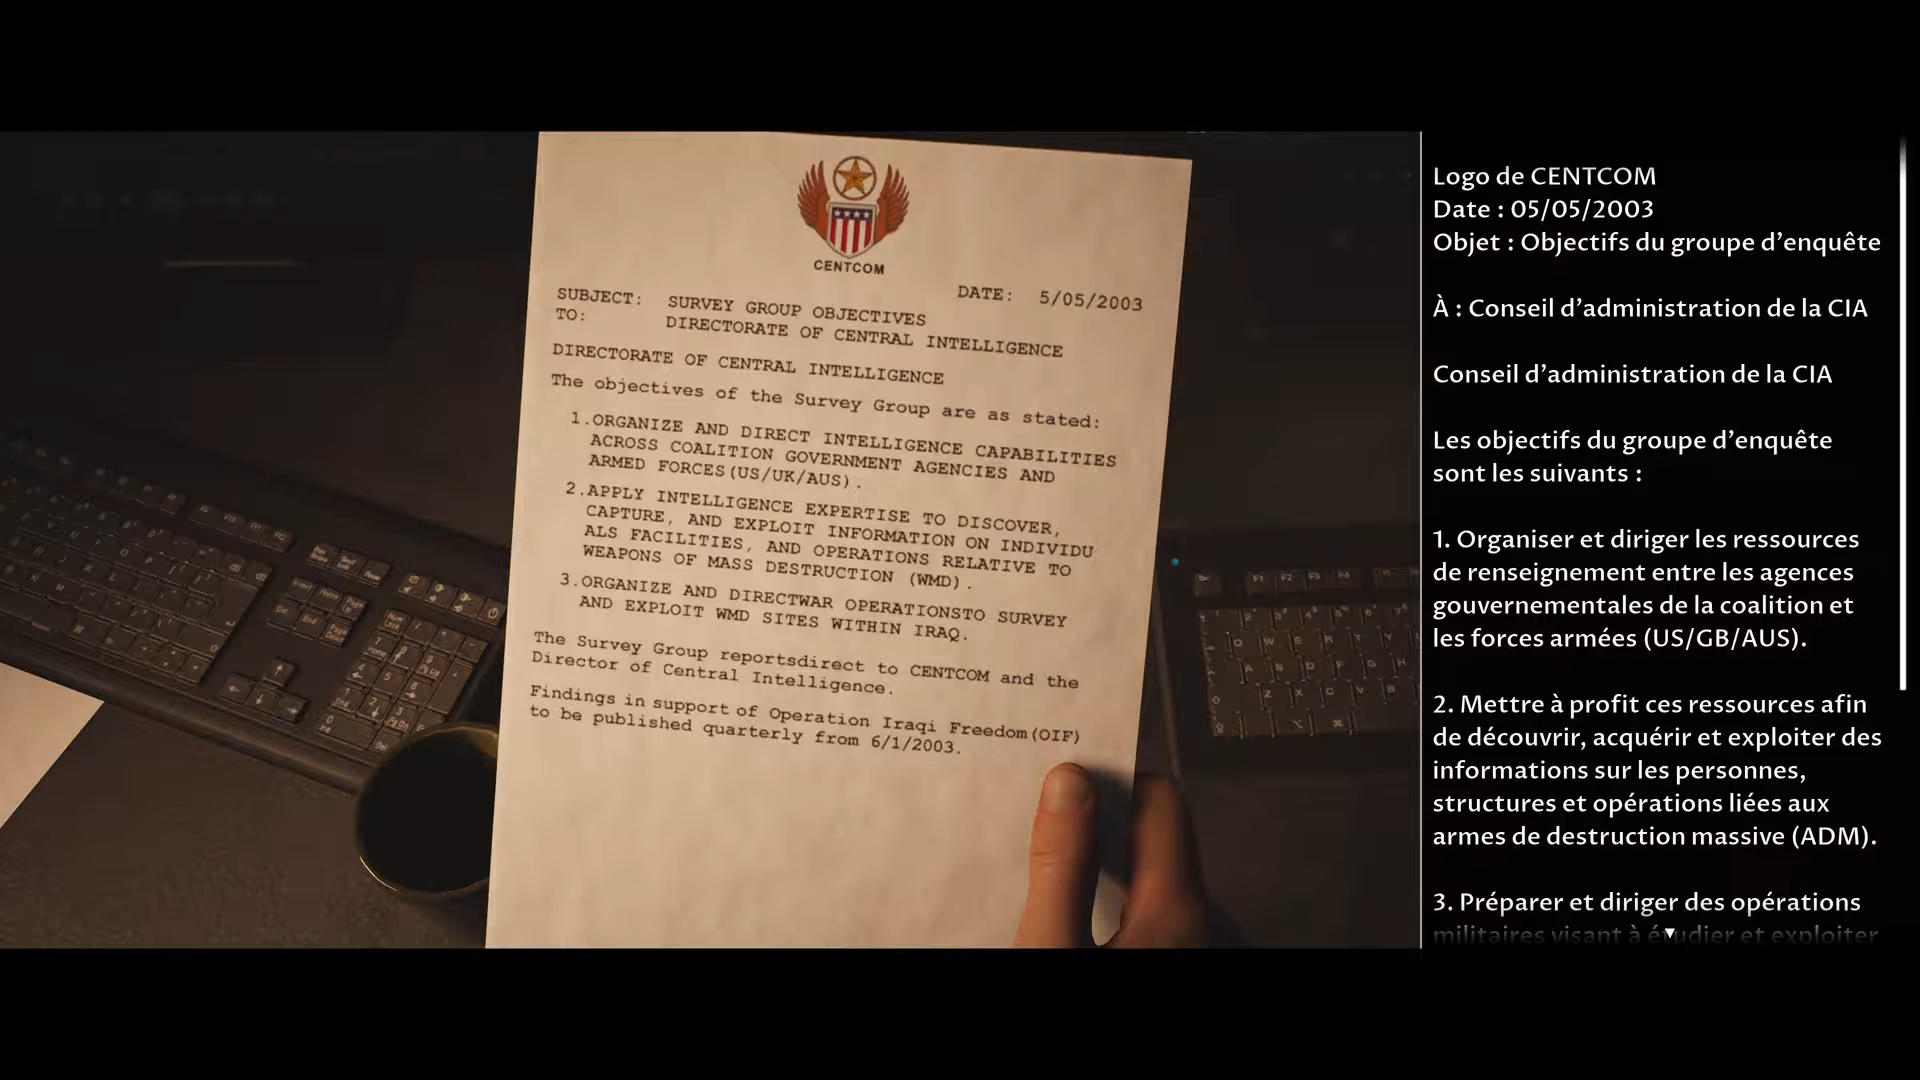 CENTCOM
DATE: 5/05/2003
SUBJECT: SURVEY GROUP OBJECTIVES
TO: DIRECTORATE OF CENTRAL INTELLIGENCE
DIRECTORATE OF CENTRAL INTELLIGENCE
The objectives of the Survey Group are as stated:
1.ORGANIZE AND DIRECT INTELLIGENCE CAPABILITIES
ACROSS COALITION GOVERNMENT AGENCIES AND
ARMED FORCES(US/UK/AUS).
2.APPLY INTELLIGENCE EXPERTISE TO DISCOVER,
CAPTURE, AND EXPLOIT INFORMATION ON INDIVIDU
ALS FACILITIES, AND OPERATIONS RELATIVE TO
WEAPONS OF MASS DESTRUCTION (WMD).
3.ORGANIZE AND DIRECTWAR OPERATIONSTO SURVEY
AND EXPLOIT WMD SITES WITHIN IRAQ.
The Survey Group reportsdirect to CENTCOM and the
Director of Central Intelligence.
Findings in support of Operation Iraqi Freedom(OIF)
to be published quarterly from 6/1/2003.
Logo de CENTCOM
Date : 05/05/2003
Objet : Objectifs du groupe d’enquête
À : Conseil d’administration de la CIA
Conseil d’administration de la CIA
Les objectifs du groupe d’enquête
sont les suivants :
1. Organiser et diriger les ressources
de renseignement entre les agences
gouvernementales de la coalition et
les forces armées (US/GB/AUS).
2. Mettre à profit ces ressources afin
de découvrir, acquérir et exploiter des
informations sur les personnes,
structures et opérations liées aux
armes de destruction massive (ADM).
3. Préparer et diriger des opérations
militaires visant à étudier et exploiter